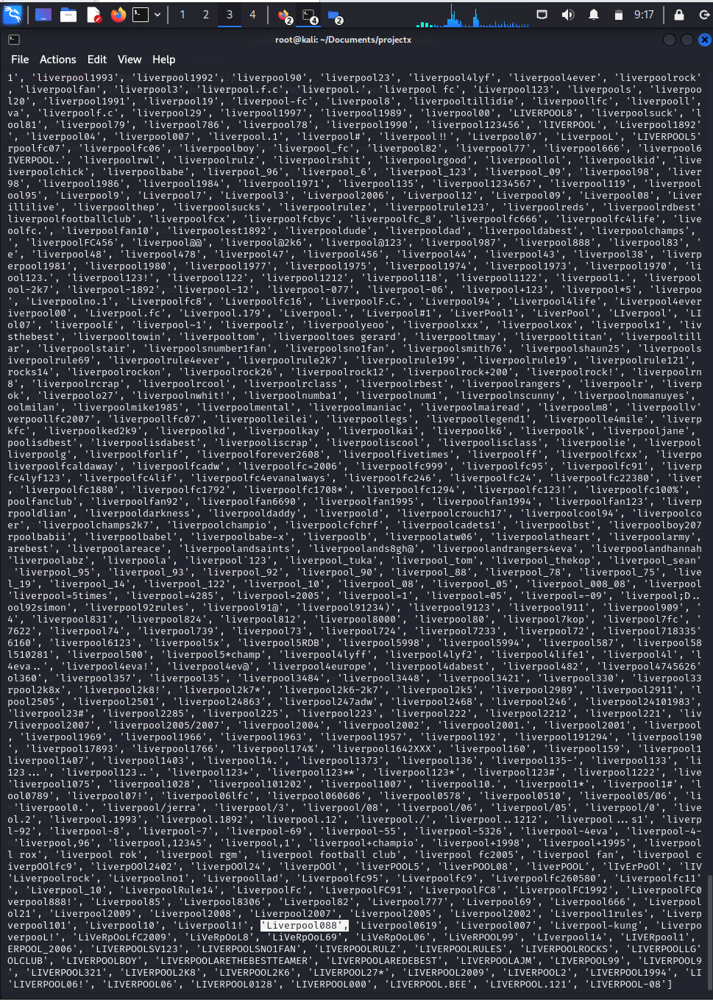 1 2 3 4 2 4 2 9:17
root@kali: ~/Documents/projectx
File Actions Edit View Help
1', 'liverpool1993', 'liverpool1992', 'liverpool90', 'liverpool23', 'liverpool4lyf', 'liverpool4ever', 'liverpoolrock'
, 'liverpoolfan', 'liverpool3', 'liverpool.f.c', 'liverpool.', 'liverpool fc', 'Liverpool123', 'liverpools', 'liverpoo
l20', 'liverpool1991', 'liverpool19', 'liverpool-fc', 'Liverpool8', 'liverpooltillidie', 'liverpoollfc', 'liverpooll',
va', 'liverpoolf.c', 'liverpool29', 'liverpool1997', 'liverpool1989', 'liverpool00', 'LIVERPOOL8', 'liverpoolsuck', 'l
ool81', 'liverpool79', 'liverpool786', 'liverpool78', 'liverpool1990', 'liverpool123456', 'lIVERPOOL', 'Liverpool1892'
', 'liverpool04', 'liverpool007', 'liverpool.1', 'liverpool#', 'liverpool!!', 'Liverpool07', 'LiverpooL', 'LIVERPOOL5'
rpoolfc07', 'liverpoolfc06', 'liverpoolboy', 'liverpool_fc', 'liverpool82', 'liverpool77', 'liverpool666', 'liverpool6
IVERPOOL.', 'liverpoolrwl', 'liverpoolrulz', 'liverpoolrshit', 'liverpoolrgood', 'liverpoollol', 'liverpoolkid', 'live
iverpoolchick', 'liverpoolbabe', 'liverpool_96', 'liverpool_6', 'liverpool_123', 'liverpool_09', 'liverpool98', 'liver
98', 'liverpool1986', 'liverpool1984', 'liverpool1971', 'liverpool135', 'liverpool1234567', 'liverpool119', 'liverpool
ool95', 'Liverpool9', 'Liverpool7', 'Liverpool3', 'Liverpool2006', 'Liverpool12', 'Liverpool09', 'Liverpool08', 'Liver
illilive', 'liverpoolthep', 'liverpoolsucks', 'liverpoolrulez', 'liverpoolrule123', 'liverpoolreds', 'liverpoolrdbest'
liverpoolfootballclub', 'liverpoolfcx', 'liverpoolfcbyc', 'liverpoolfc_8', 'liverpoolfc666', 'liverpoolfc4life', 'live
oolfc.', 'liverpoolfan10', 'liverpoolest1892', 'liverpooldude', 'liverpooldad', 'liverpooldabest', 'liverpoolchamps',
', 'liverpoolFC456', 'liverpool@@', 'liverpool@2k6', 'liverpool@123', 'liverpool987', 'liverpool888', 'liverpool83', '
'e', 'liverpool48', 'liverpool478', 'liverpool47', 'liverpool456', 'liverpool44', 'liverpool43', 'liverpool38', 'liver
erpool1981', 'liverpool1980', 'liverpool1977', 'liverpool1975', 'liverpool1974', 'liverpool1973', 'liverpool1970', 'li
ool123.', 'liverpool123!', 'liverpool122', 'liverpool1212', 'liverpool118', 'liverpool1122', 'liverpool1.', 'liverpool
ool-2k7', 'liverpool-1892', 'liverpool-12', 'liverpool-077', 'liverpool-06', 'liverpool+123', 'liverpool*5', 'liverpoo
', 'Liverpoolno.1', 'Liverpoolfc8', 'Liverpoolfc16', 'LiverpoolF.C.', 'Liverpool94', 'Liverpool4life', 'Liverpool4ever
iverpool00', 'Liverpool.fc', 'Liverpool.179', 'Liverpool.', 'Liverpool#1', 'LiverPool1', 'LiverPool', 'LIverpool', 'LI
ool07', 'liverpool£', 'liverpool~1', 'liverpoolz', 'liverpoolyeoo', 'liverpoolxxx', 'liverpoolxox', 'liverpoolx1', 'liv
sthebest', 'liverpooltowin', 'liverpooltom', 'liverpooltoes gerard', 'liverpooltmay', 'liverpooltitan', 'liverpooltill
ar', 'liverpoolstair', 'liverpoolsnumber1fan', 'liverpoolsno1fan', 'liverpoolsmith76', 'liverpoolshaun25', 'liverpools
iverpoolrule69', 'liverpoolrule4ever', 'liverpoolrule2k7', 'liverpoolrule199', 'liverpoolrule19', 'liverpoolrule121',
rocks14', 'liverpoolrockon', 'liverpoolrock26', 'liverpoolrock12', 'liverpoolrock+200', 'liverpoolrock!', 'liverpoolrn
8', 'liverpoolrcrap', 'liverpoolrcool', 'liverpoolrclass', 'liverpoolrbest', 'liverpoolrangers', 'liverpoolr', 'liverp
ok', 'liverpoolo27', 'liverpoolnwhit!', 'liverpoolnumba1', 'liverpoolnum1', 'liverpoolnscunny', 'liverpoolnomanuyes',
oolmilan', 'liverpoolmike1985', 'liverpoolmental', 'liverpoolmaniac', 'liverpoolmairead', 'liverpoolm8', 'liverpoollv'
verpoollfc2007', 'liverpoollfc07', 'liverpoolleilei', 'liverpoollegs', 'liverpoollegend1', 'liverpoolle4mile', 'liverp
kfc', 'liverpoolked2k9', 'liverpoolkd', 'liverpoolkay', 'liverpoolkai', 'liverpoolk6', 'liverpoolk', 'liverpooljane',
poolisdbest', 'liverpoolisdabest', 'liverpooliscrap', 'liverpooliscool', 'liverpoolisclass', 'liverpoolie', 'liverpool
liverpoolg', 'liverpoolforlif', 'liverpoolforever2608', 'liverpoolfivetimes', 'liverpoolff', 'liverpoolfcxx', 'liverpoo
liverpoolfcaldaway', 'liverpoolfcadw', 'liverpoolfc=2006', 'liverpoolfc999', 'liverpoolfc95', 'liverpoolfc91', 'liverp
fc4lyf123', 'liverpoolfc4lif', 'liverpoolfc4evanalways', 'liverpoolfc246', 'liverpoolfc24', 'liverpoolfc22380', 'liver
'liverpoolfc1880', 'liverpoolfc1792', 'liverpoolfc1708*', 'liverpoolfc1294', 'liverpoolfc123!', 'liverpoolfc100%', '
poolfanclub', 'liverpoolfan92', 'liverpoolfan6690', 'liverpoolfan1995', 'liverpoolfan1994', 'liverpoolfan123', 'liverp
rpooldlian', 'liverpooldarkness', 'liverpooldaddy', 'liverpoold', 'liverpoolcrouch17', 'liverpoolcool94', 'liverpoolco
er', 'liverpoolchamps2k7', 'liverpoolchampio', 'liverpoolcfchrf', 'liverpoolcadets1', 'liverpoolbst', 'liverpoolboy207
rpoolbabii', 'liverpoolbabel', 'liverpoolbabe-x', 'liverpoolb', 'liverpoolatw06', 'liverpoolatheart', 'liverpoolarmy',
arebest', 'liverpoolareace', 'liverpoolandsaints', 'liverpoolands8gh@', 'liverpoolandrangers4eva', 'liverpoolandhannah
'liverpoolabz', 'liverpoola', 'liverpool`123', 'liverpool_tuka', 'liverpool_tom', 'liverpool_thekop', 'liverpool_sean'
'liverpool_95', 'liverpool_93', 'liverpool_92', 'liverpool_90', 'liverpool_88', 'liverpool_78', 'liverpool_75', 'liver
l_19', 'liverpool_14', 'liverpool_122', 'liverpool_10', 'liverpool_08', 'liverpool_05', 'liverpool_008_08', 'liverpool
'liverpool=5times', 'liverpool=4285', 'liverpool=2005', 'liverpool=1', 'liverpool=05', 'liverpool=-09', 'liverpool;D..
ool92simon', 'liverpool92rules', 'liverpool91@', 'liverpool91234)', 'liverpool9123', 'liverpool911', 'liverpool909', '
'4', 'liverpool831', 'liverpool824', 'liverpool812', 'liverpool8000', 'liverpool80', 'liverpool7kop', 'liverpool7fc',
'7622', 'liverpool74', 'liverpool739', 'liverpool73', 'liverpool724', 'liverpool7233', 'liverpool72', 'liverpool718335'
6160', 'liverpool6123', 'liverpool5x', 'liverpool5RDB', 'liverpool5998', 'liverpool5994', 'liverpool587', 'liverpool58
l510281', 'liverpool500', 'liverpool5*champ', 'liverpool4lyff', 'liverpool4lyf2', 'liverpool4life1', 'liverpool4l', 'l
'4eva..', 'liverpool4eva!', 'liverpool4ev@', 'liverpool4europe', 'liverpool4dabest', 'liverpool482', 'liverpool4745626'
ol360', 'liverpool357', 'liverpool35', 'liverpool3484', 'liverpool3448', 'liverpool3421', 'liverpool330', 'liverpool33
rpool2k8x', 'liverpool2k8!', 'liverpool2k7*', 'liverpool2k6-2k7', 'liverpool2k5', 'liverpool2989', 'liverpool2911', 'l
pool2505', 'liverpool2501', 'liverpool24863', 'liverpool247adw', 'liverpool2468', 'liverpool246', 'liverpool24101983',
'liverpool23#', 'liverpool2285', 'liverpool225', 'liverpool223', 'liverpool222', 'liverpool2212', 'liverpool221', 'liv
7liverpool2007', 'liverpool2005/2007', 'liverpool2004', 'liverpool2002', 'liverpool2001.', 'liverpool2001', 'liverpool
, 'liverpool1969', 'liverpool1966', 'liverpool1963', 'liverpool1957', 'liverpool192', 'liverpool191294', 'liverpool190
, 'liverpool17893', 'liverpool1766', 'liverpool174%', 'liverpool1642XXX', 'liverpool160', 'liverpool159', 'liverpool1
liverpool1407', 'liverpool1403', 'liverpool14.', 'liverpool1373', 'liverpool136', 'liverpool135-', 'liverpool133', 'li
123...', 'liverpool123..', 'liverpool123+', 'liverpool123**', 'liverpool123*', 'liverpool123#', 'liverpool1222', 'live
'liverpool1075', 'liverpool1028', 'liverpool101202', 'liverpool1007', 'liverpool10.', 'liverpool1*', 'liverpool1#', 'l
ool0789', 'liverpool07!', 'liverpool06lfc', 'liverpool060606', 'liverpool0578', 'liverpool0510', 'liverpool05/06', 'li
'liverpool0.', 'liverpool/jerra', 'liverpool/3', 'liverpool/08', 'liverpool/06', 'liverpool/05', 'liverpool/0', 'live
ol.2', 'liverpool.1993', 'liverpool.1892', 'liverpool.12', 'liverpool./', 'liverpool..1212', 'liverpool...s1', 'liverp
l-92', 'liverpool-8', 'liverpool-7', 'liverpool-69', 'liverpool-55', 'liverpool-5326', 'liverpool-4eva', 'liverpool-4-
'liverpool,96', 'liverpool,12345', 'liverpool,1', 'liverpool+champio', 'liverpool+1998', 'liverpool+1995', 'liverpool
l rox', 'liverpool rok', 'liverpool rgm', 'liverpool football club', 'liverpool fc2005', 'liverpool fan', 'liverpool c
iverpOOlfc9', 'liverpOOl2402', 'liverpOOl24', 'liverpOOl', 'liverPOOL5', 'liverPOOL08', 'liverPOOL', 'lIvErPoOl', 'lIV
'Liverpoolrock', 'Liverpoolno1', 'Liverpoollad', 'Liverpoolfc95', 'Liverpoolfc9', 'Liverpoolfc260580', 'Liverpoolfc11'
, 'Liverpool_10', 'LiverpoolRule14', 'LiverpoolFc', 'LiverpoolFC91', 'LiverpoolFC8', 'LiverpoolFC1992', 'LiverpoolFC0
verpool888!', 'Liverpool85', 'Liverpool8306', 'Liverpool82', 'Liverpool777', 'Liverpool69', 'Liverpool666', 'Liverpool
ool21', 'Liverpool2009', 'Liverpool2008', 'Liverpool2007', 'Liverpool2005', 'Liverpool2002', 'Liverpool1rules', 'Liverp
verpool101', 'Liverpool10', 'Liverpool1!!', 'Liverpool088', 'Liverpool0619', 'Liverpool007', 'Liverpool-kung', 'Liverpo
verpooL!', 'LiVeRpOoLfC2009', 'LiVeRpOoL8', 'LiVeRpOoL69', 'LiVeRpOoL06', 'LiVeRPOOL99', 'LIverpool14', 'LIVERpool1',
ERPOOL_2006', 'LIVERPOOLSV123', 'LIVERPOOLSNO1FAN', 'LIVERPOOLRULZ', 'LIVERPOOLRULES', 'LIVERPOOLROCKS', 'LIVERPOOLLG'
OLCLUB', 'LIVERPOOLBOY', 'LIVERPOOLARETHEBESTTEAMER', 'LIVERPOOLAREDEBEST', 'LIVERPOOLAJM', 'LIVERPOOL99', 'LIVERPOOL9
', 'LIVERPOOL321', 'LIVERPOOL2K8', 'LIVERPOOL2K6', 'LIVERPOOL27*', 'LIVERPOOL2009', 'LIVERPOOL2', 'LIVERPOOL1994', 'LI
'LIVERPOOL06!', 'LIVERPOOL06', 'LIVERPOOL0128', 'LIVERPOOL000', 'LIVERPOOL.BEE', 'LIVERPOOL.121', 'LIVERPOOL-08']